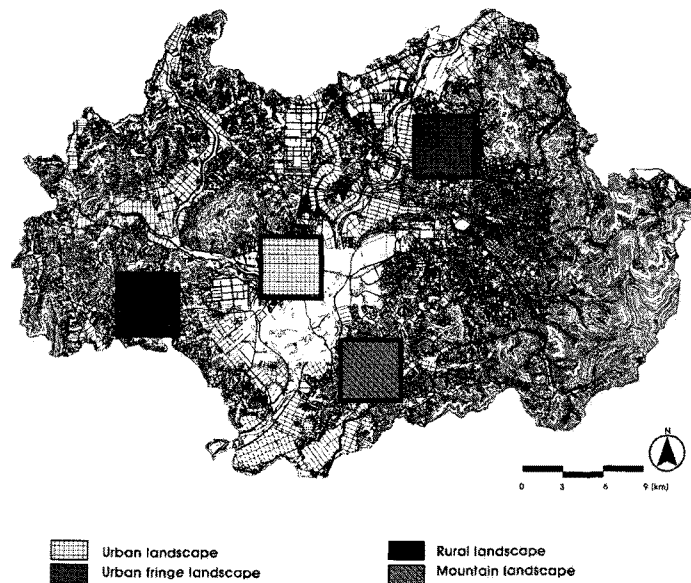 N
0 3 6 9 (km)
Urban landscape
Urban fringe landscape
Rural landscape
Mountain landscape